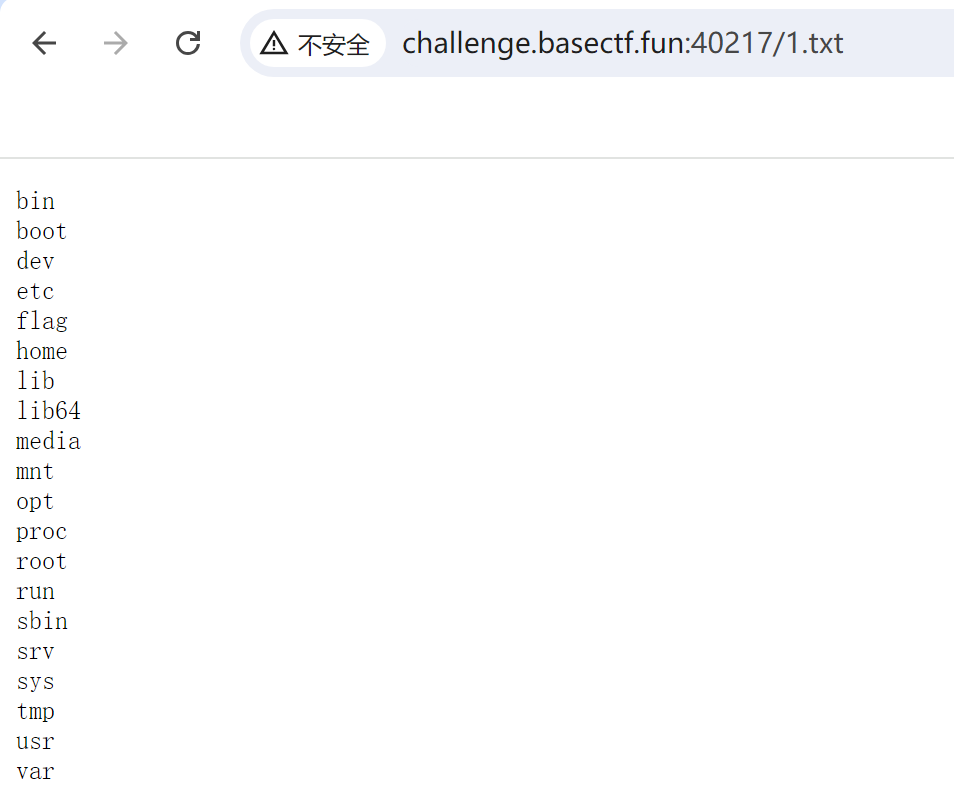 不安全 challenge.basectf.fun:40217/1.txt
bin
boot
dev
etc
flag
home
lib
lib64
media
mnt
opt
proc
root
run
sbin
srv
sys
tmp
usr
var